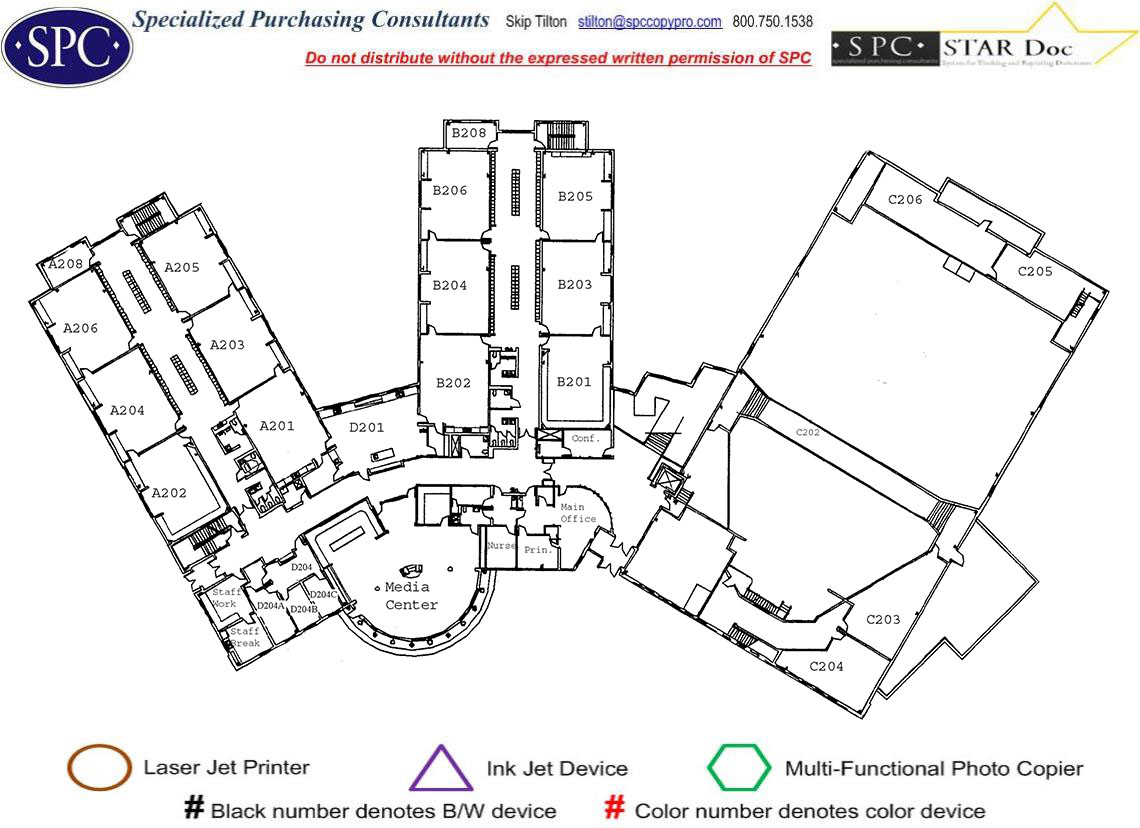 SPC
Specialized Purchasing Consultants Skip Tilton stilton@spccopypro.com 800.750.1538
Do not distribute without the expressed written permission of SPC
SPC STAR Doc
specialized purchasing consultants System for Tracking and Reporting Documents
B208
B206
B205
C206
A208
A205
C205
B204
B203
A206
A203
B202
B201
A204
A201
D201
Conf.
C202
A202
Main
Office
Nurse
Prin.
D204
Media
Center
Staff
Work
D204A
D204B
D204C
Staff
Break
C203
C204
Laser Jet Printer
Ink Jet Device
Multi-Functional Photo Copier
# Black number denotes B/W device
# Color number denotes color device